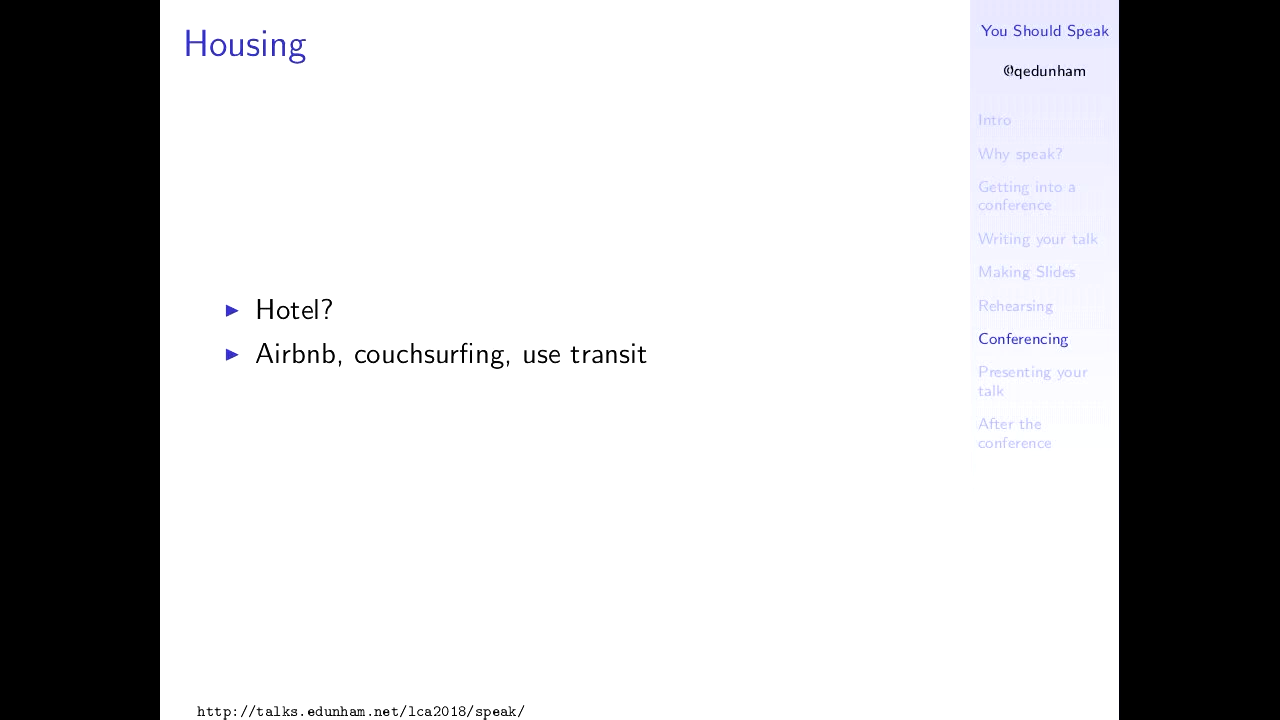 Housing
Hotel?
Airbnb, couchsurfing, use transit
http://talks.edunham.net/lca2018/speak/
You Should Speak
@qedunham
Intro
Why speak?
Getting into a
conference
Writing your talk
Making Slides
Rehearsing
Conferencing
Presenting your
talk
After the
conference